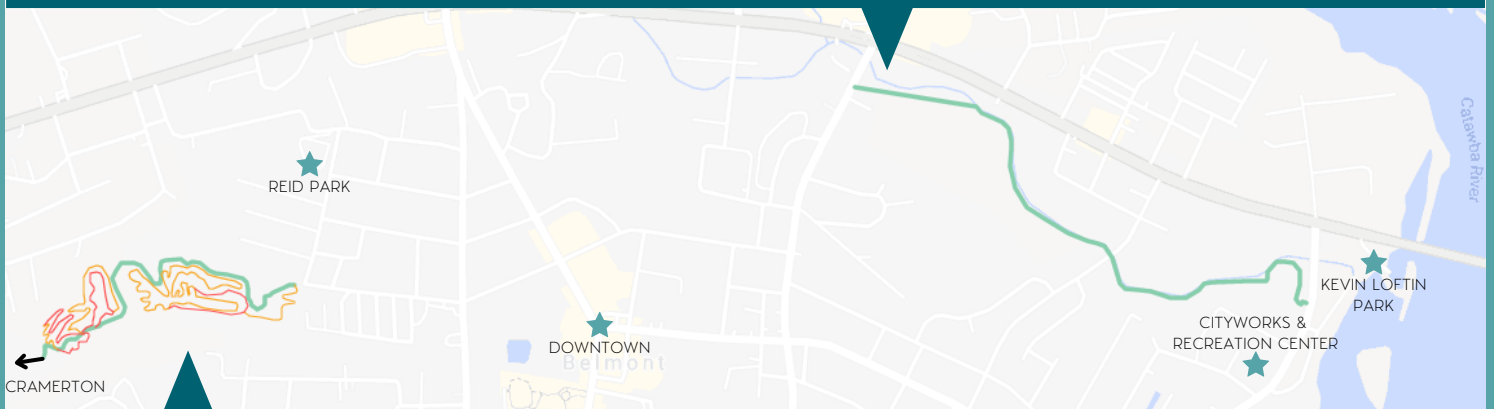 Catawba River
REID PARK
KEVIN LOFTIN
PARK
CITYWORKS &
RECREATION CENTER
DOWNTOWN
Belmont
CRAMERTON